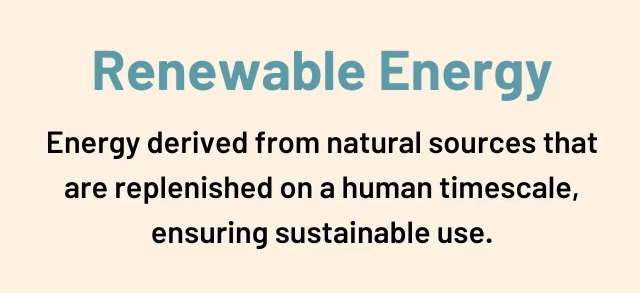 Renewable Energy
Energy derived from natural sources that
are replenished on a human timescale,
ensuring sustainable use.